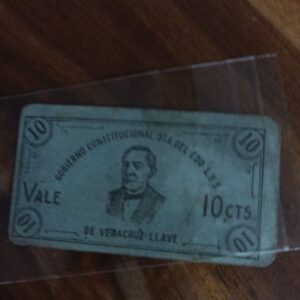 10 10
GOBIERNO CONSTITUCIONALISTA DEL EDO L. Y S.
VALE 10 CTS.
DE VERACRUZ-LLAVE
10 10